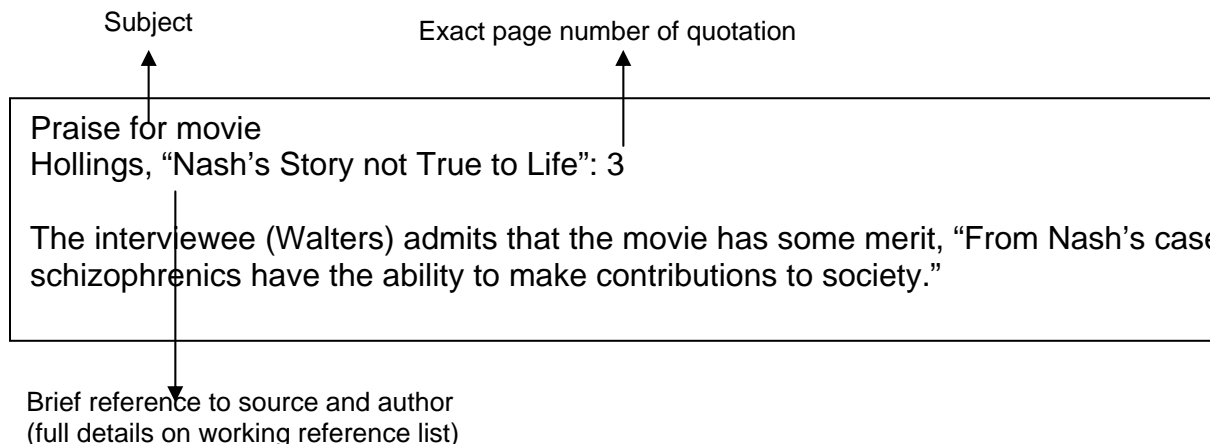 Subject
Exact page number of quotation
Praise for movie
Hollings, “Nash’s Story not True to Life”: 3
The interviewee (Walters) admits that the movie has some merit, “From Nash’s case
schizophrenics have the ability to make contributions to society.”
Brief reference to source and author
(full details on working reference list)